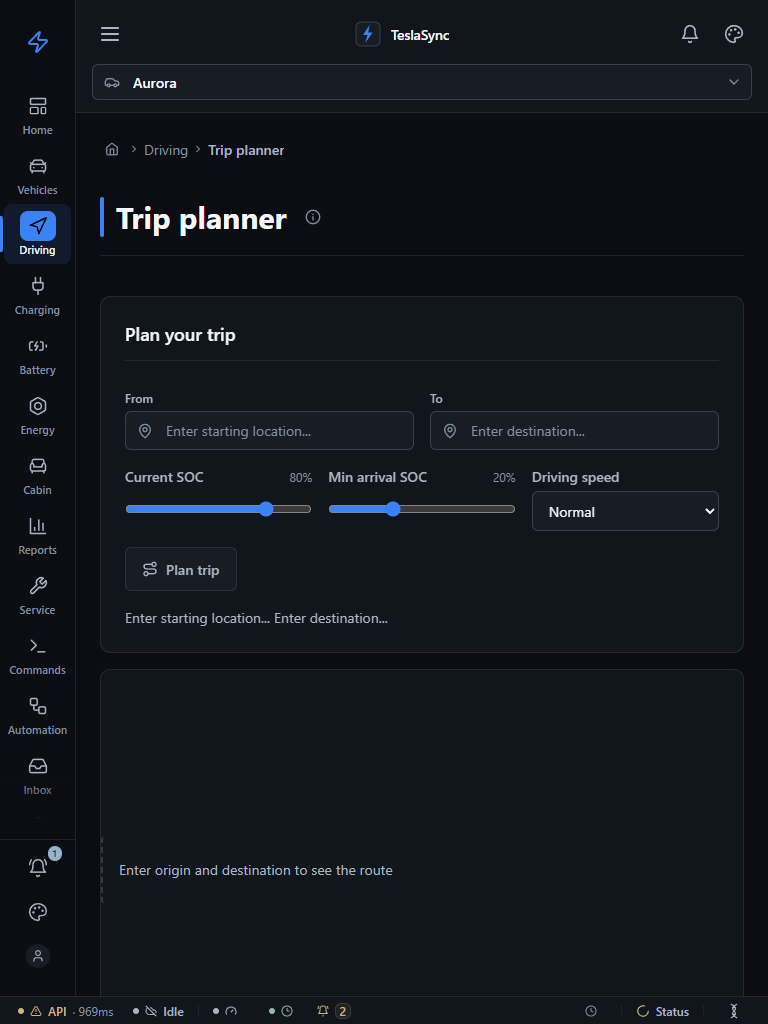 TeslaSync
Aurora
Home
Vehicles
Driving
Charging
Battery
Energy
Cabin
Reports
Service
Commands
Automation
Inbox
1
Driving
Trip planner
Trip planner
Plan your trip
From
To
Enter starting location...
Enter destination...
Current SOC
80%
Min arrival SOC
20%
Driving speed
Normal
Plan trip
Enter starting location... Enter destination...
Enter origin and destination to see the route
API · 969ms
Idle
2
Status